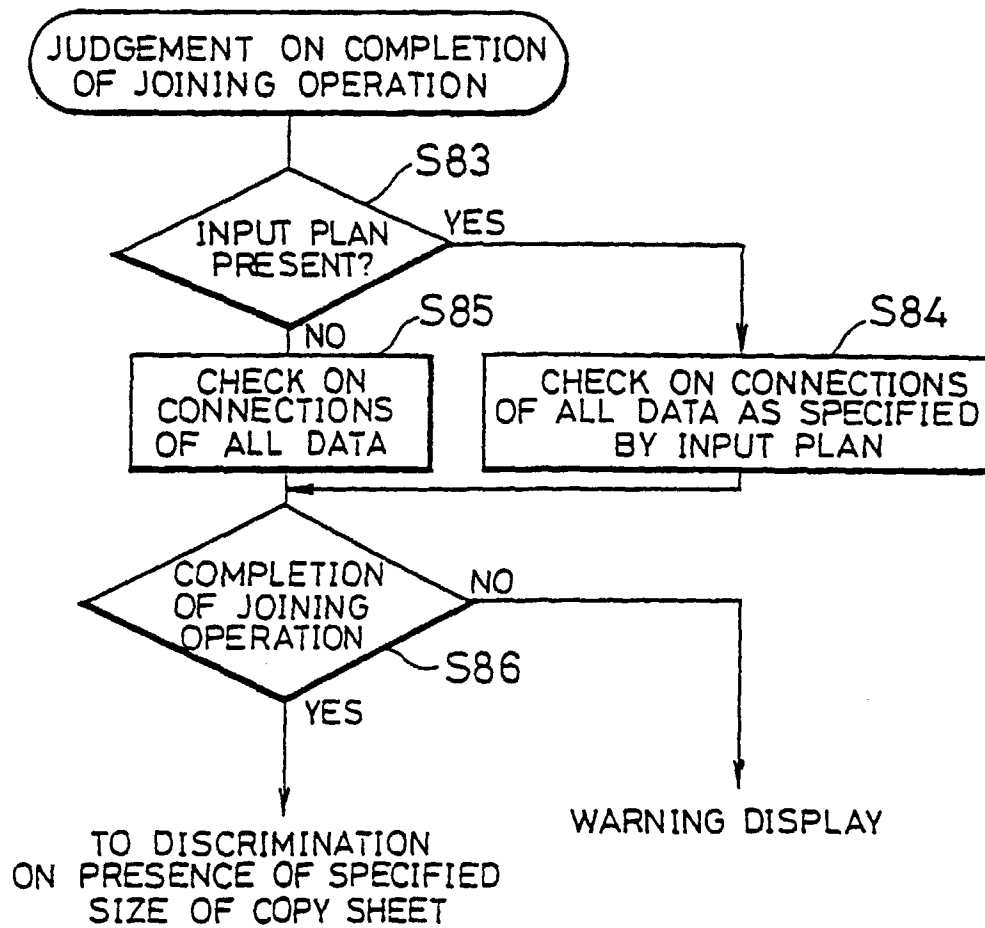 JUDGEMENT ON COMPLETION
OF JOINING OPERATION
S83
INPUT PLAN
PRESENT?
YES
NO
S85
S84
CHECK ON
CONNECTIONS
OF ALL DATA
CHECK ON CONNECTIONS
OF ALL DATA AS SPECIFIED
BY INPUT PLAN
COMPLETION
OF JOINING
OPERATION
NO
S86
YES
TO DISCRIMINATION
ON PRESENCE OF SPECIFIED
SIZE OF COPY SHEET
WARNING DISPLAY